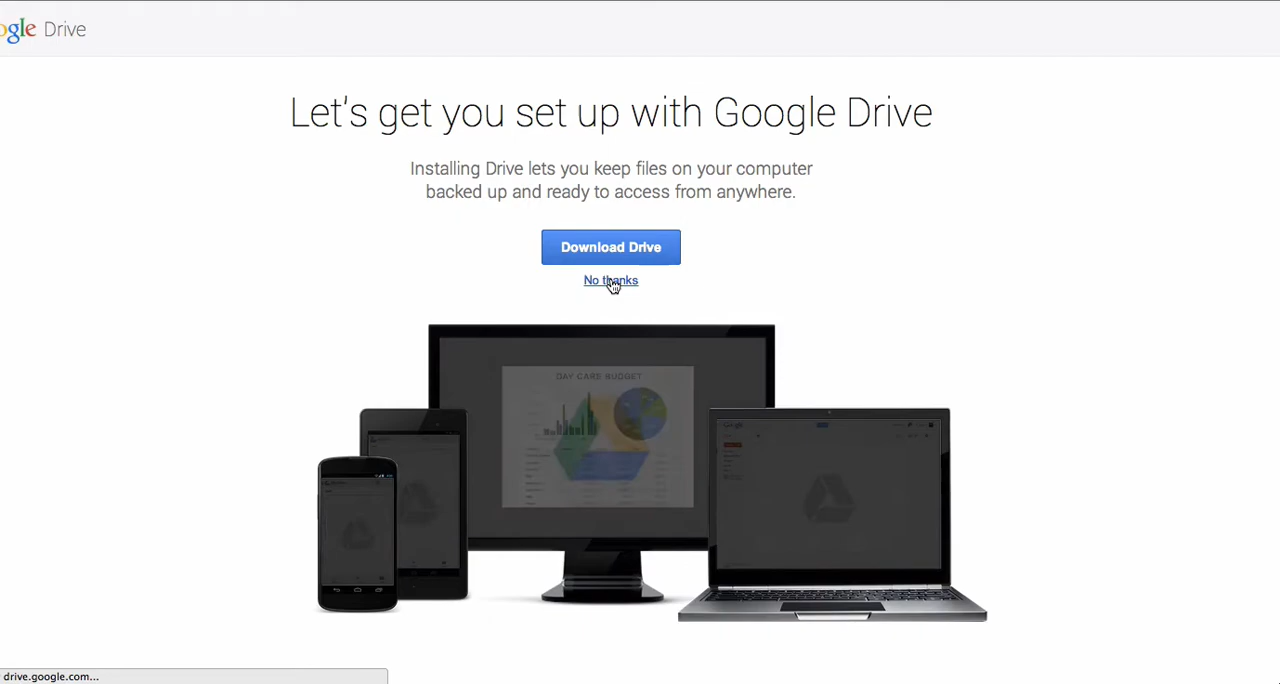 ogle Drive
Let's get you set up with Google Drive
Installing Drive lets you keep files on your computer
backed up and ready to access from anywhere.
Download Drive
No thanks
DAY CARE BUDGET
drive.google.com...